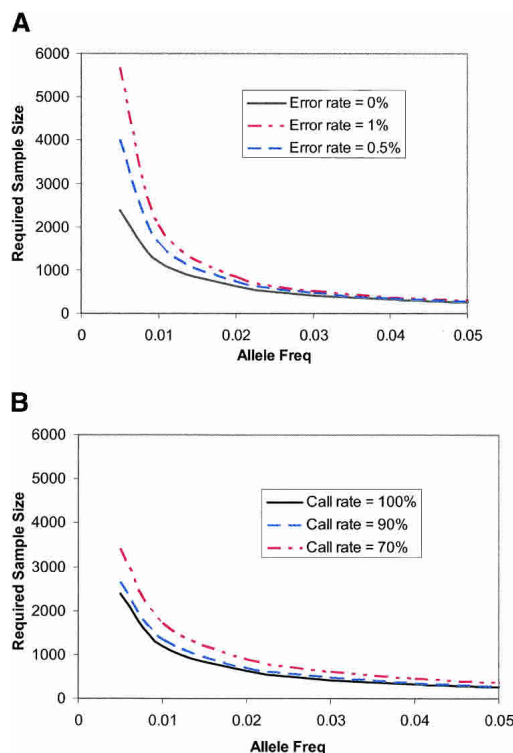 A
6000
5000
4000
3000
2000
1000
0
Required Sample Size
Error rate = 0%
Error rate = 1%
Error rate = 0.5%
0 0.01 0.02 0.03 0.04 0.05
Allele Freq
B
6000
5000
4000
3000
2000
1000
0
Required Sample Size
Call rate = 100%
Call rate = 90%
Call rate = 70%
0 0.01 0.02 0.03 0.04 0.05
Allele Freq